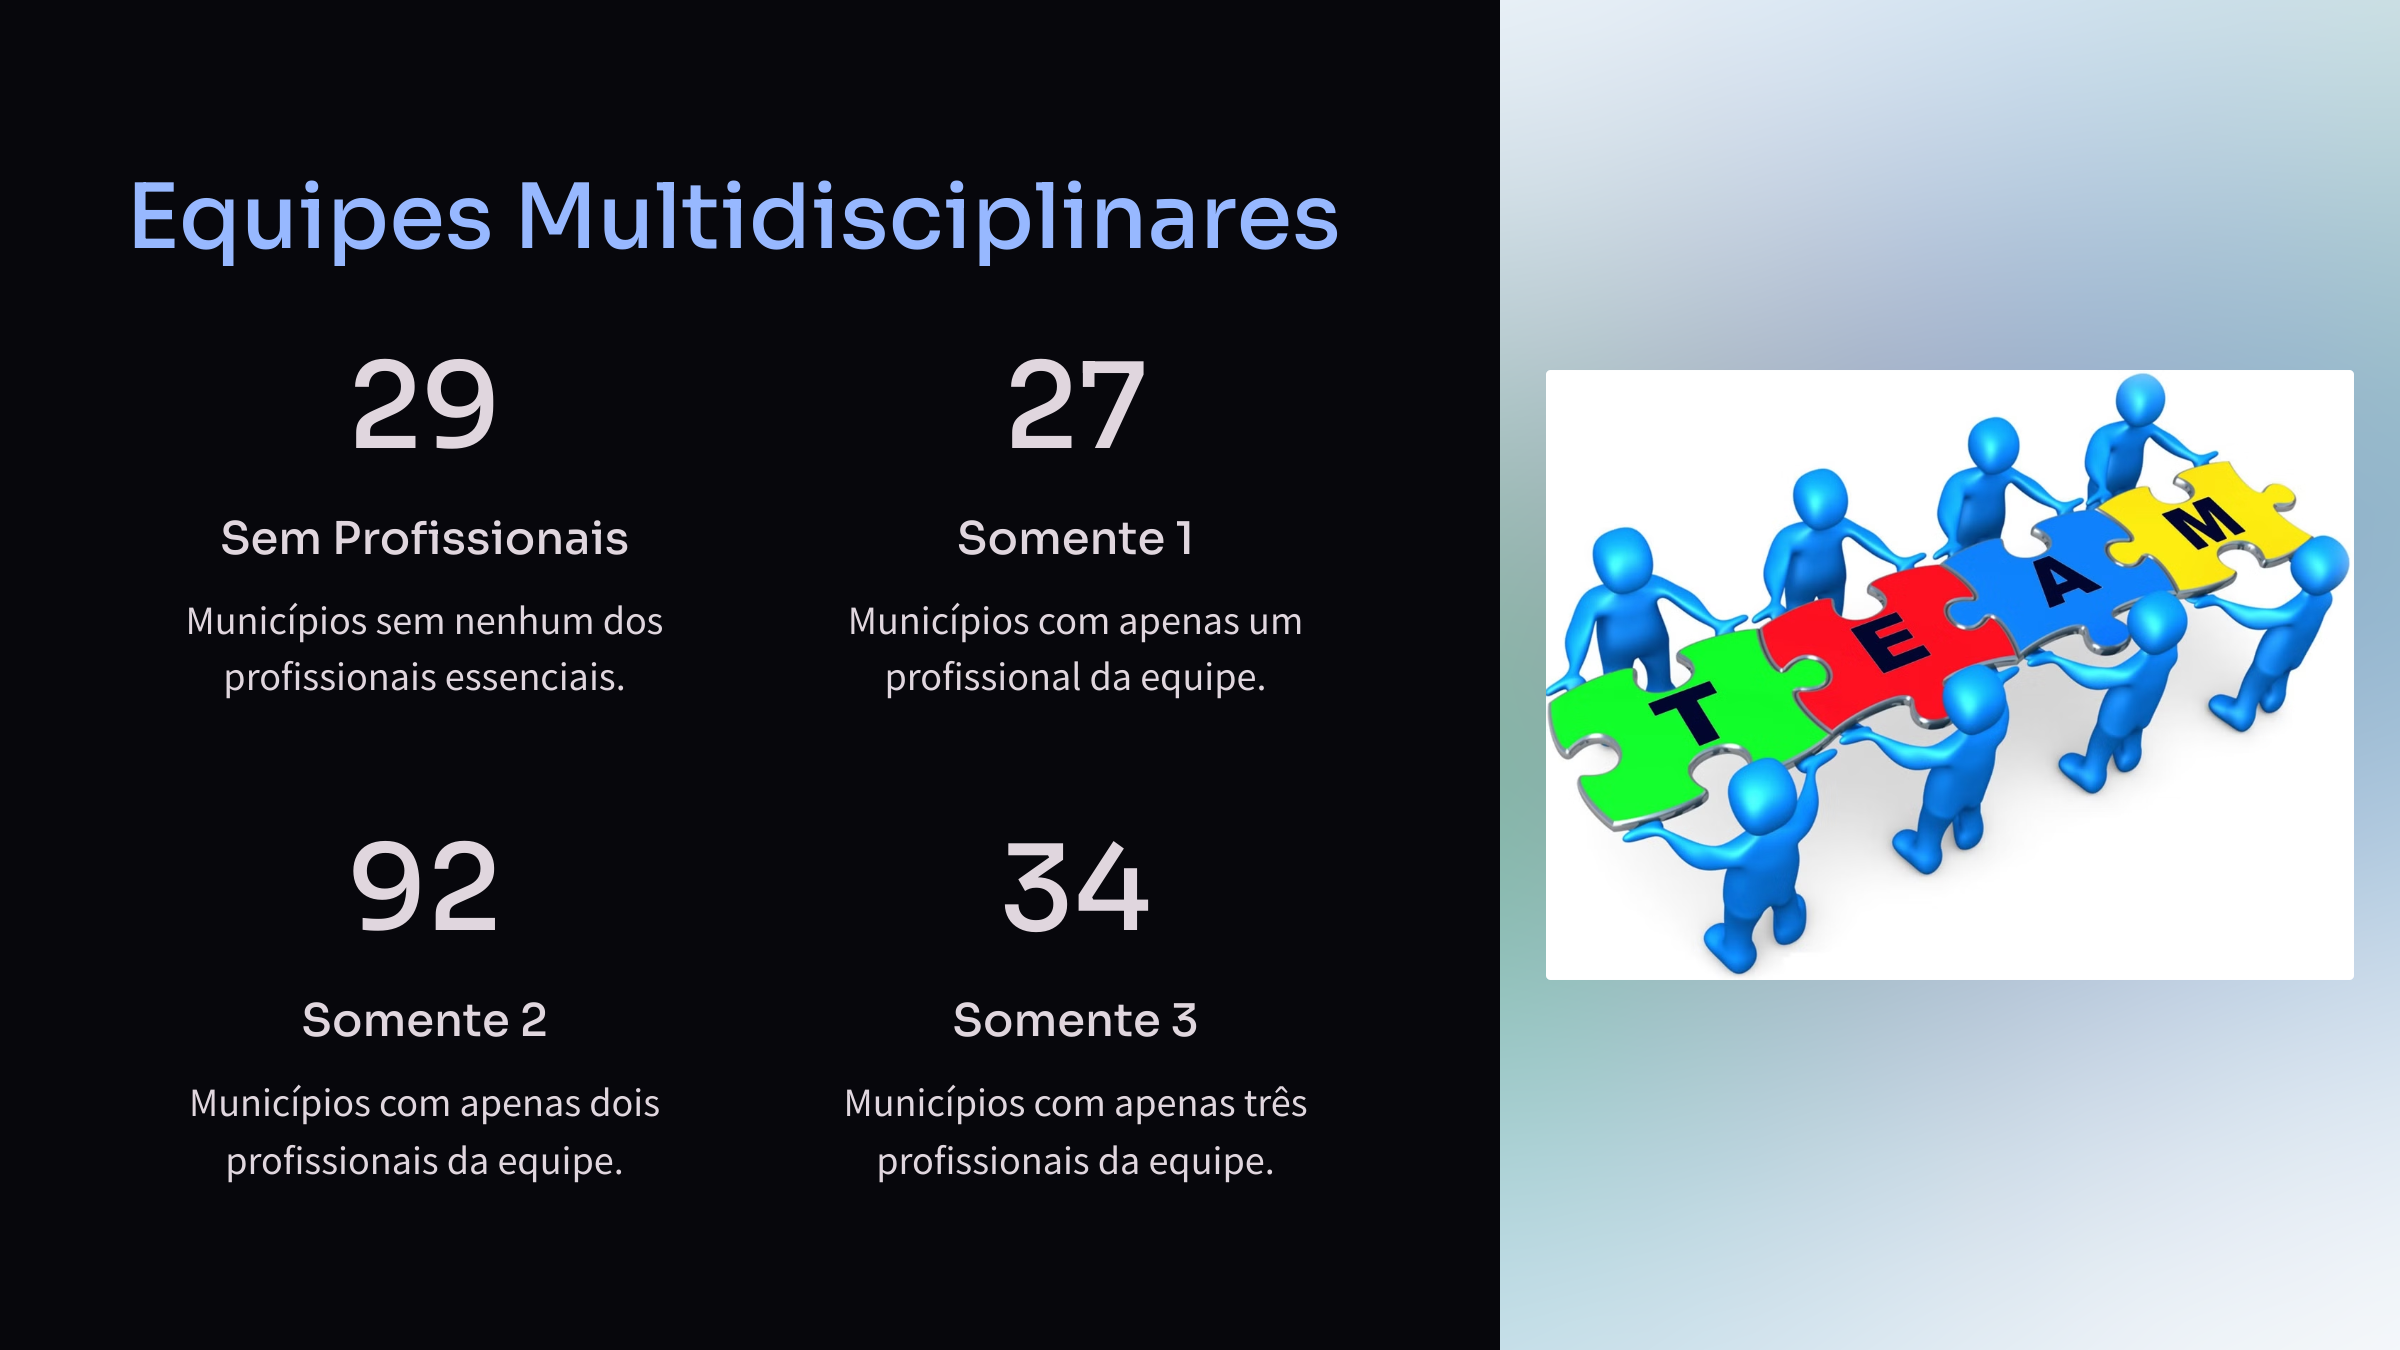 Equipes Multidisciplinares
29
Sem Profissionais
Municípios sem nenhum dos
profissionais essenciais.
27
Somente 1
Municípios com apenas um
profissional da equipe.
92
Somente 2
Municípios com apenas dois
profissionais da equipe.
34
Somente 3
Municípios com apenas três
profissionais da equipe.
TEAM